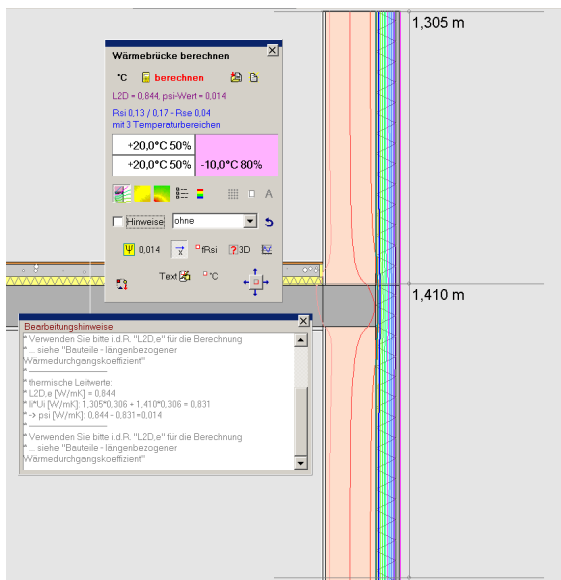 1,305 m
Wärmebrücke berechnen
°C berechnen
L2D = 0,844, psi-Wert = 0,014
Rsi 0,13 / 0,17 - Rse 0,04
mit 3 Temperaturbereichen
+20,0°C 50%
+20,0°C 50% -10,0°C 80%
A
Hinweise ohne
Ψ 0,014 x fRsi ?3D
Text °C
1,410 m
Bearbeitungshinweise
* Verwenden Sie bitte i.d.R. "L2D,e" für die Berechnung
* ... siehe "Bauteile - längenbezogener
Wärmedurchgangskoeffizient"
* ────────────
* thermische Leitwerte:
* L2D,e [W/mK] = 0,844
* li*Ui [W/mK]: 1,305*0,306 + 1,410*0,306 = 0,831
* -> psi [W/mK]: 0,844 - 0,831=0,014
* ────────────
* Verwenden Sie bitte i.d.R. "L2D,e" für die Berechnung
* ... siehe "Bauteile - längenbezogener
Wärmedurchgangskoeffizient"